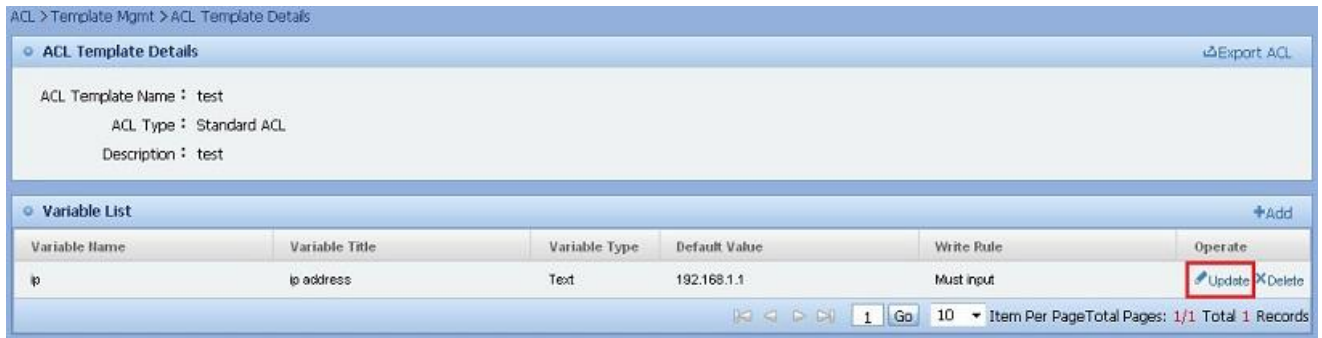 ACL > Template Mgmt > ACL Template Details
ACL Template Details Export ACL
ACL Template Name : test
ACL Type : Standard ACL
Description : test
Variable List +Add
Variable Name Variable Title Variable Type Default Value Write Rule Operate
ip ip address Text 192.168.1.1 Must input Update Delete
1 Go 10 Item Per PageTotal Pages: 1/1 Total 1 Records